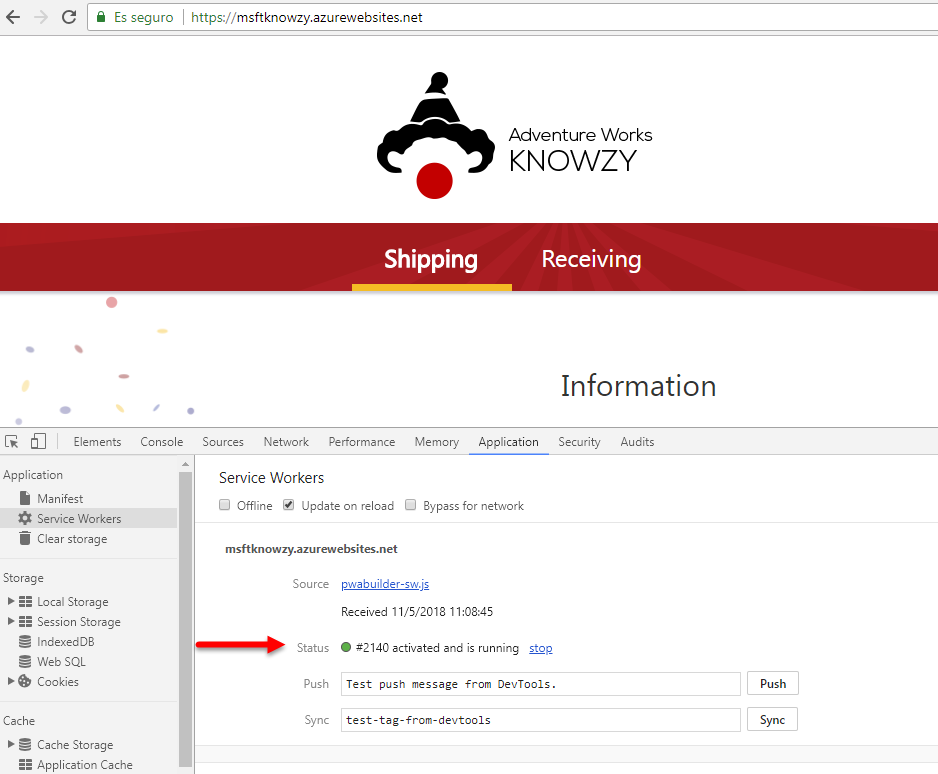 Es seguro https://msftknowzy.azurewebsites.net
Adventure Works
KNOWZY
Shipping Receiving
Information
Elements Console Sources Network Performance Memory Application Security Audits
Application
Manifest
Service Workers
Clear storage
Storage
Local Storage
Session Storage
IndexedDB
Web SQL
Cookies
Cache
Cache Storage
Application Cache
Service Workers
Offline Update on reload Bypass for network
msftknowzy.azurewebsites.net
Source pwabuilder-sw.js
Received 11/5/2018 11:08:45
Status #2140 activated and is running stop
Push Test push message from DevTools. Push
Sync test-tag-from-devtools Sync